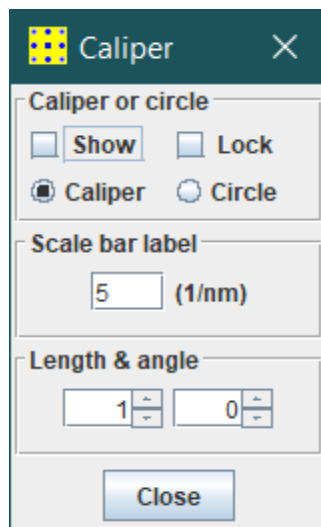 Caliper
Caliper or circle
Show Lock
Caliper Circle
Scale bar label
5 (1/nm)
Length & angle
1 0
Close